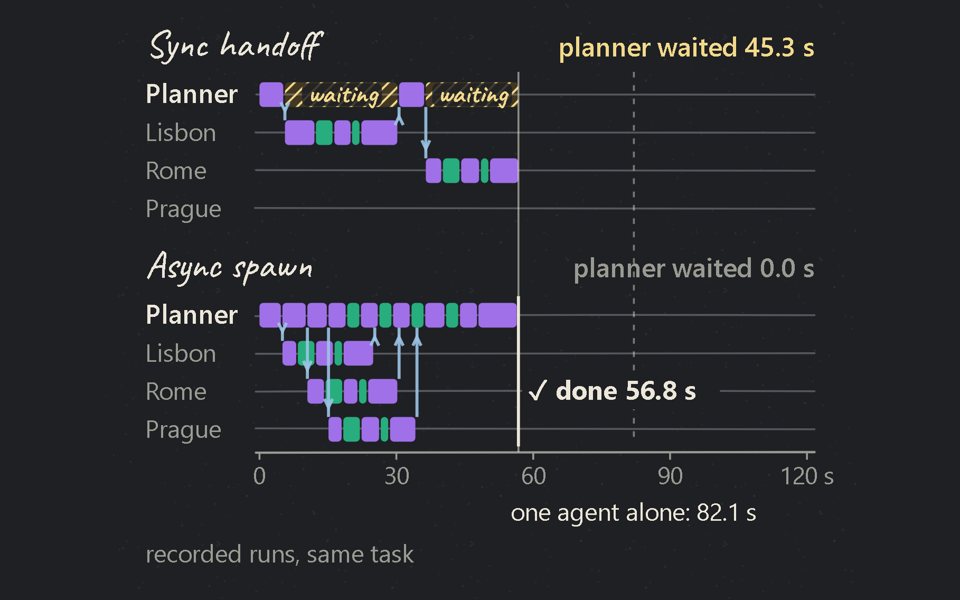 Sync handoff
planner waited 45.3 s
Planner
waiting
waiting
Lisbon
Rome
Prague
Async spawn
planner waited 0.0 s
Planner
Lisbon
Rome
✓ done 56.8 s
Prague
0 30 60 90 120 s
one agent alone: 82.1 s
recorded runs, same task